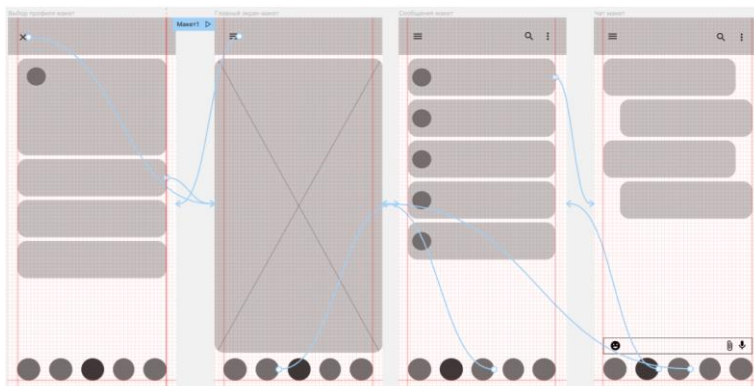 Выбор профиля макет
Макет1
Главный экран макет
Сообщения макет
Чат макет